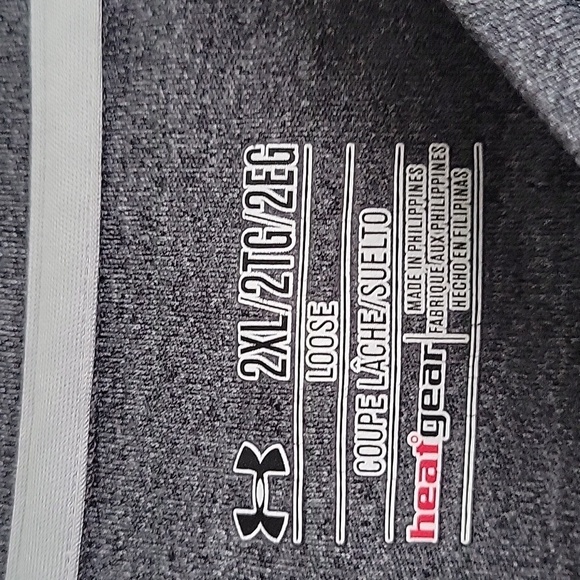 2XL/2TG/2EG
LOOSE
COUPE LÂCHE/SUELTO
heatgear
MADE IN PHILIPPINES
FABRIQUÉ AUX PHILIPPINES
HECHO EN FILIPINAS